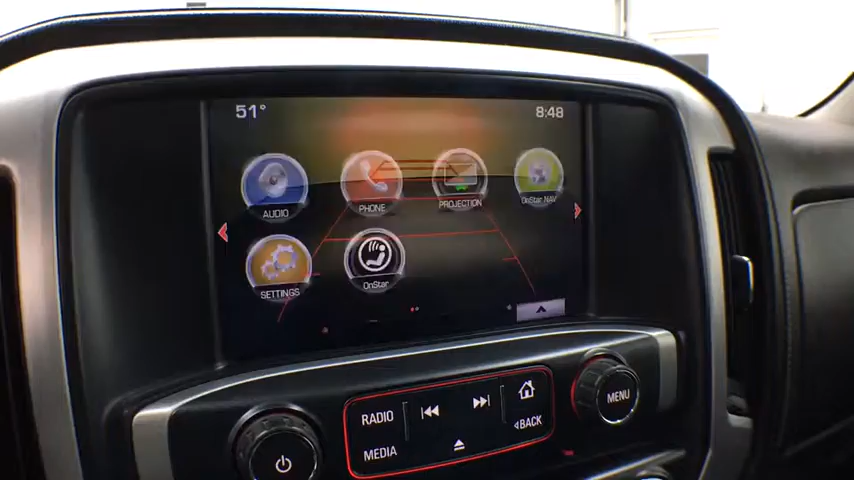 51°
8:48
AUDIO
PHONE
PROJECTION
OnStar NAV
SETTINGS
OnStar
RADIO
MEDIA
BACK
MENU